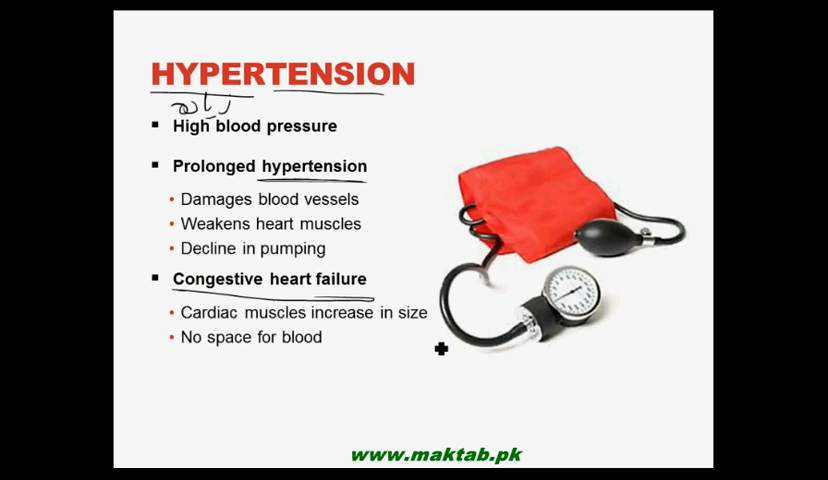 HYPERTENSION
زیادہ
High blood pressure
Prolonged hypertension
Damages blood vessels
Weakens heart muscles
Decline in pumping
Congestive heart failure
Cardiac muscles increase in size
No space for blood
www.maktab.pk